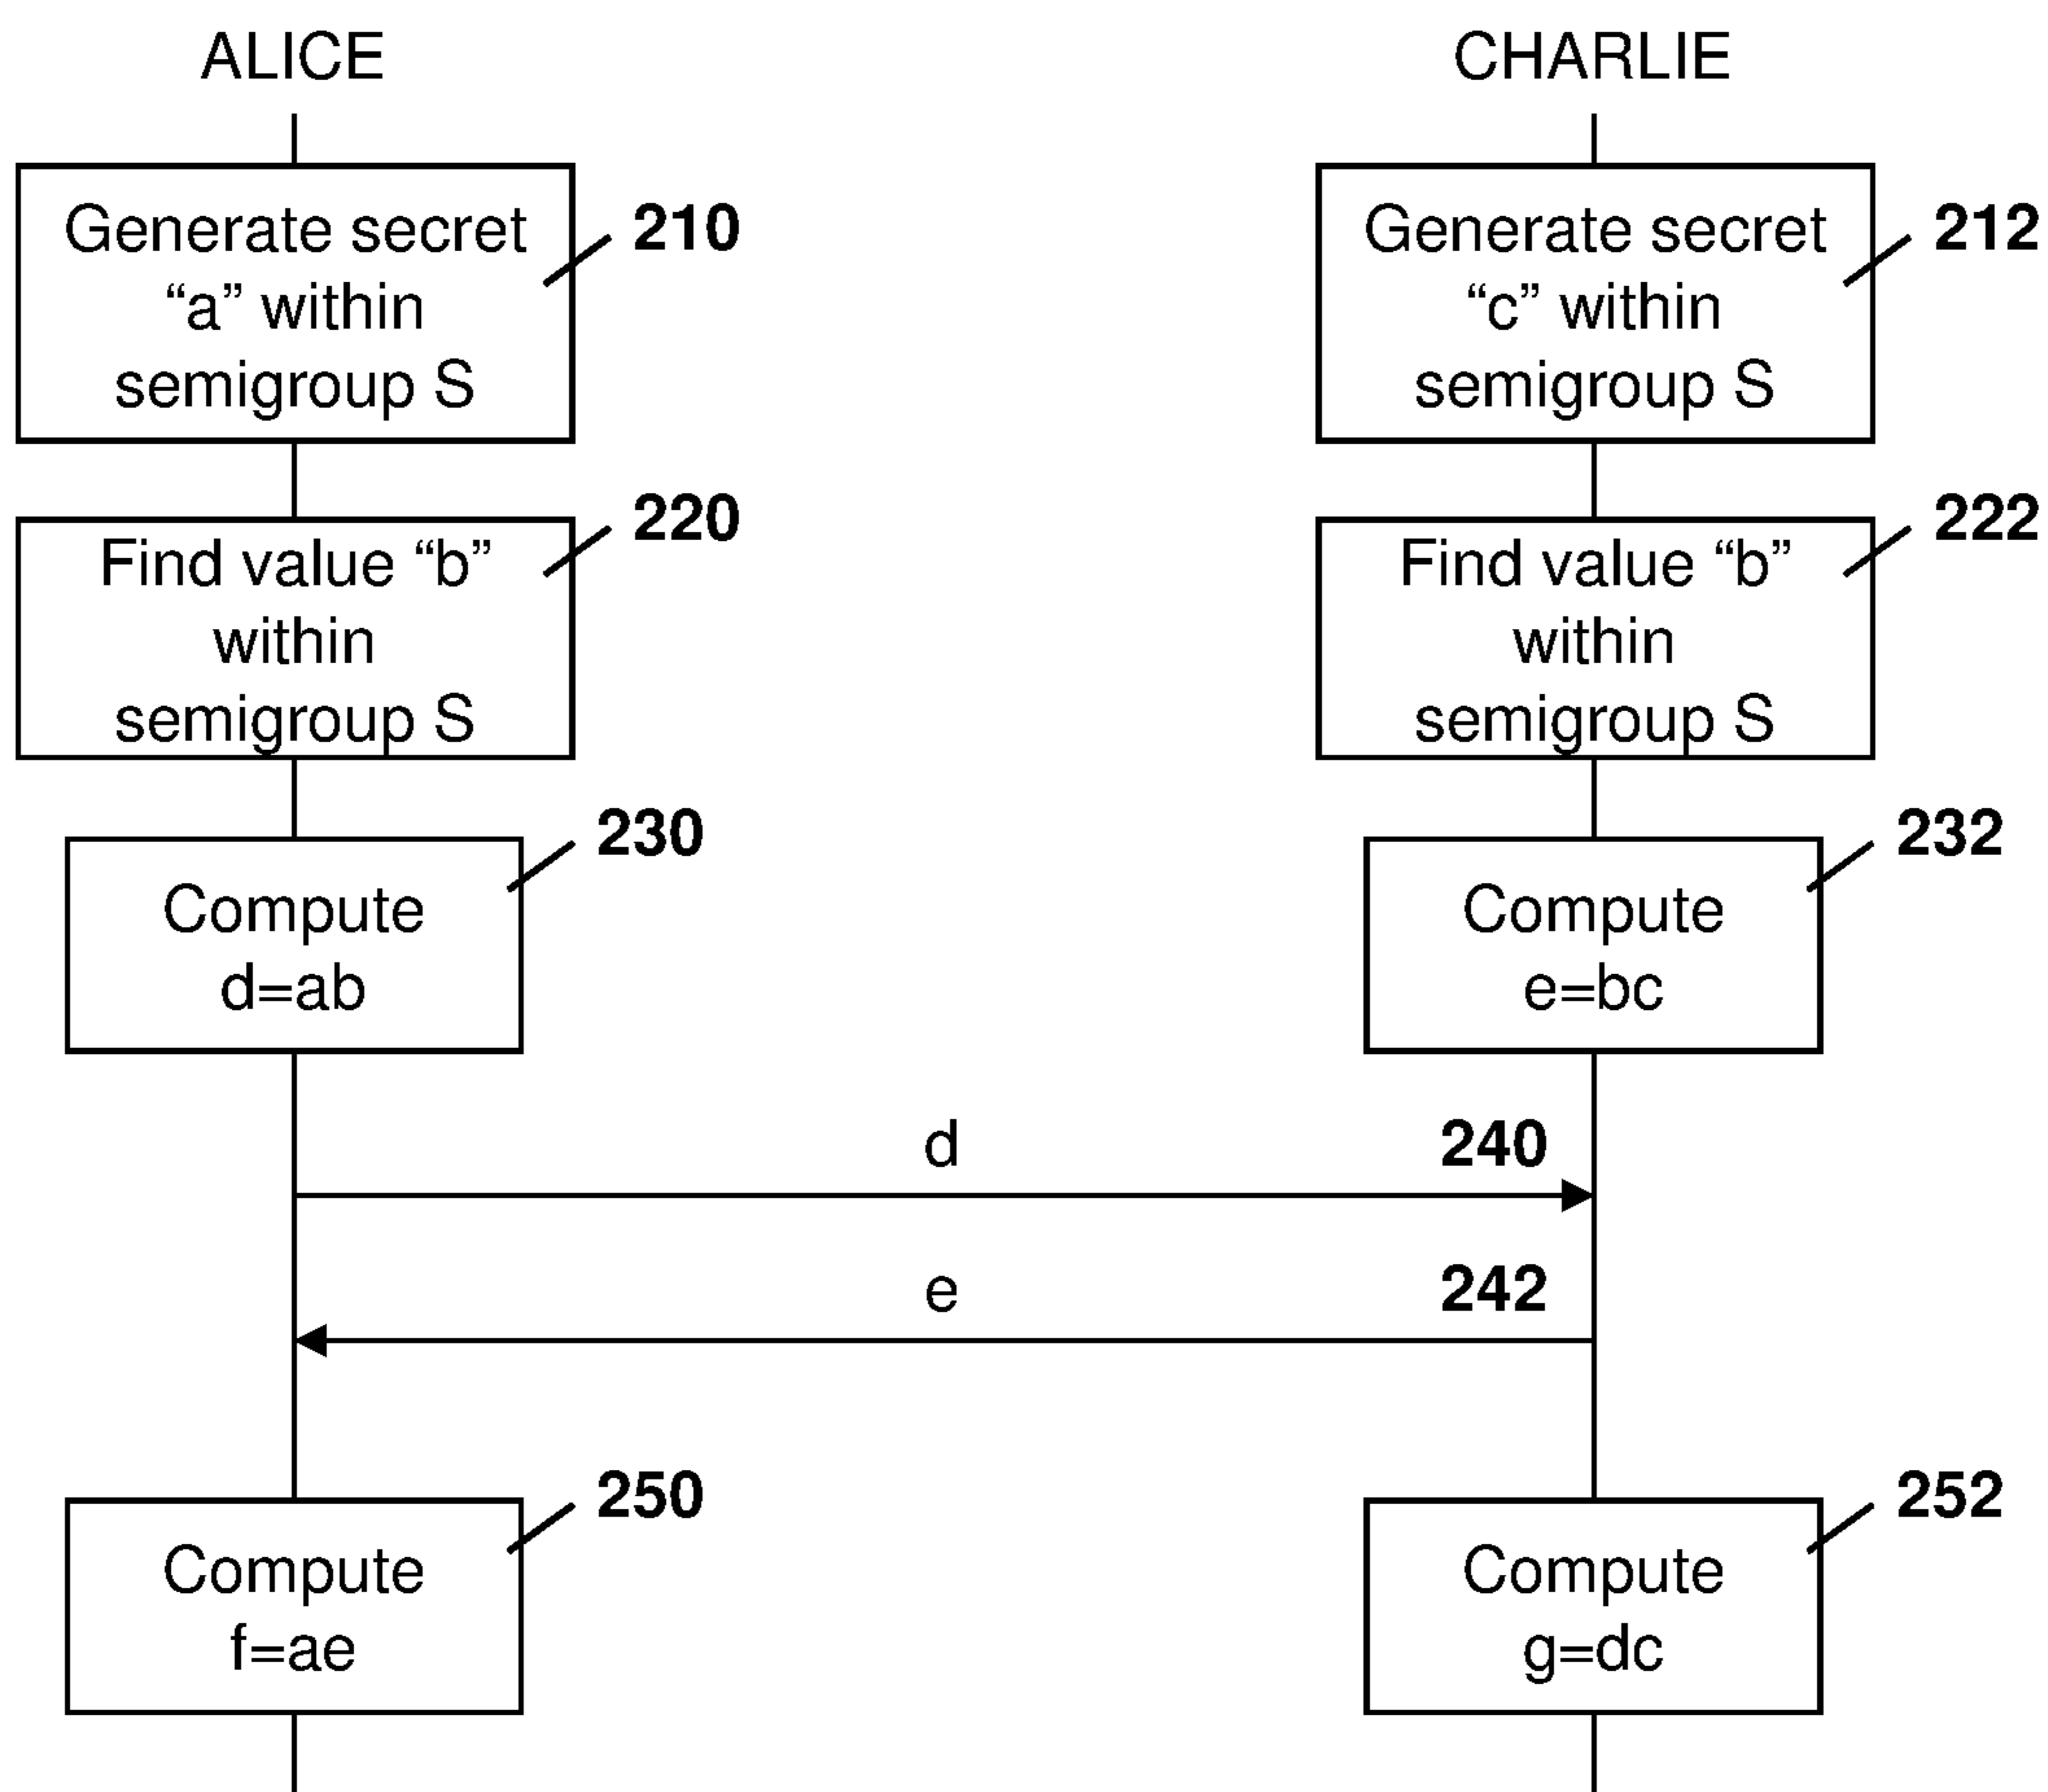 ALICE
CHARLIE
Generate secret
“a” within
semigroup S
210
Generate secret
“c” within
semigroup S
212
Find value “b”
within
semigroup S
220
Find value “b”
within
semigroup S
222
Compute
d=ab
230
Compute
e=bc
232
d
240
e
242
Compute
f=ae
250
Compute
g=dc
252